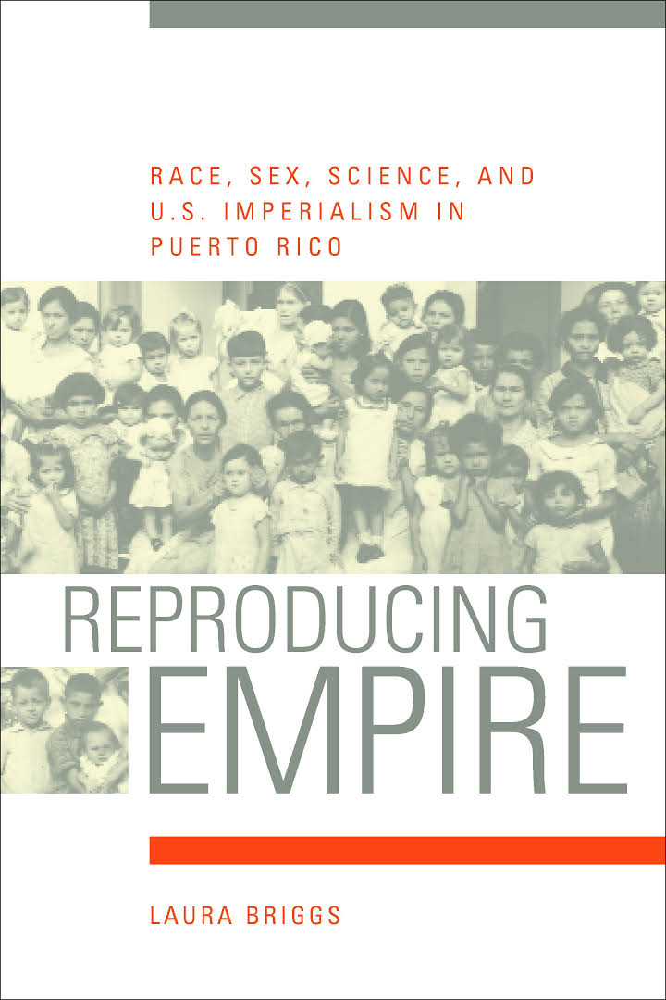 RACE, SEX, SCIENCE, AND
U.S. IMPERIALISM IN
PUERTO RICO
REPRODUCING
EMPIRE
LAURA BRIGGS